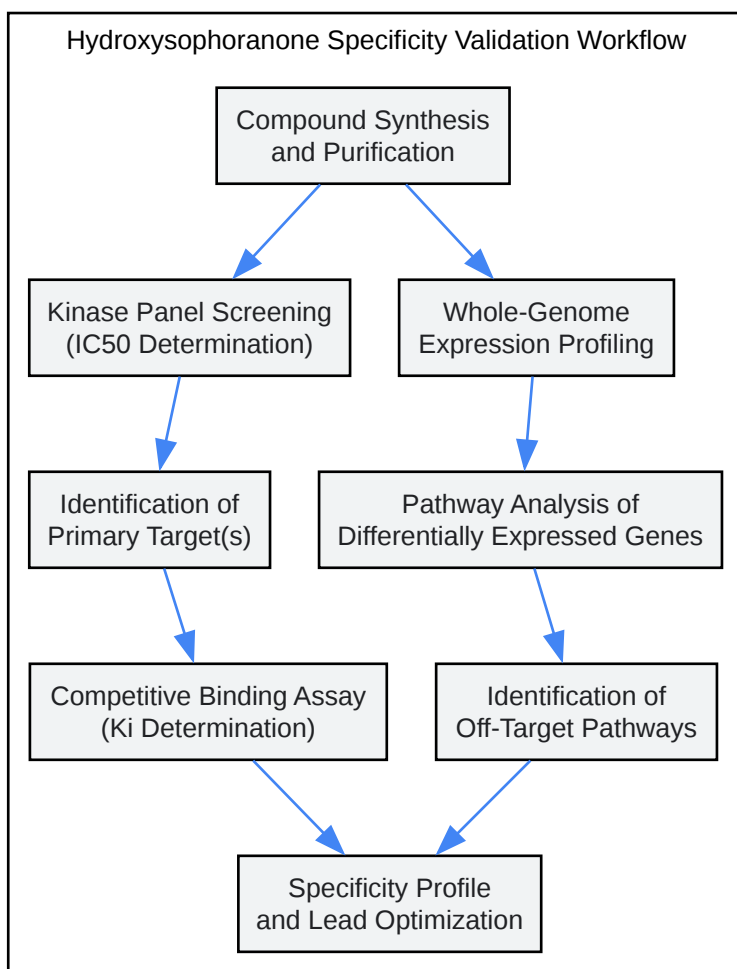 Hydroxysophoranone Specificity Validation Workflow
Compound Synthesis
and Purification
Kinase Panel Screening
(IC50 Determination)
Whole-Genome
Expression Profiling
Identification of
Primary Target(s)
Pathway Analysis of
Differentially Expressed Genes
Competitive Binding Assay
(Ki Determination)
Identification of
Off-Target Pathways
Specificity Profile
and Lead Optimization